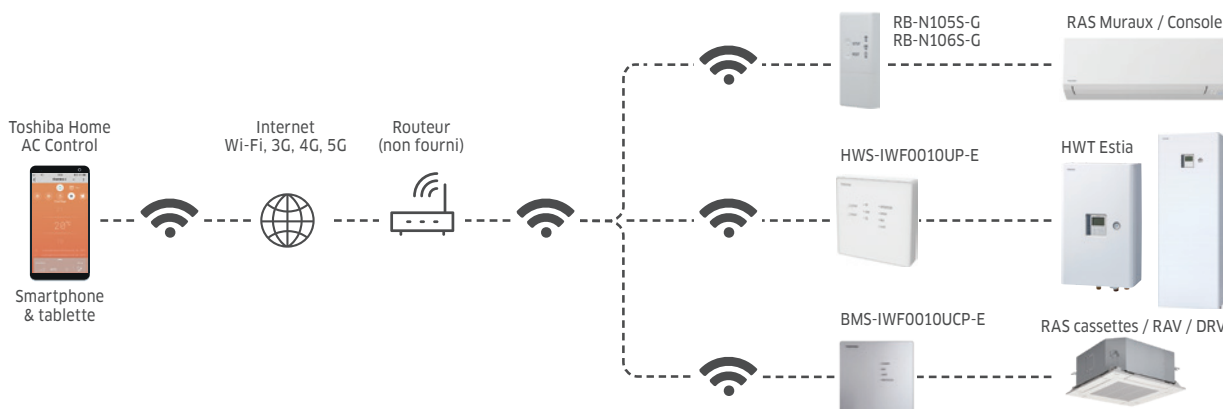 RB-N105S-G
RB-N106S-G
RAS Muraux / Console
Toshiba Home
AC Control
Internet
Wi-Fi, 3G, 4G, 5G
Routeur
(non fourni)
HWS-IWF0010UP-E
HWT Estia
Smartphone
& tablette
BMS-IWF0010UCP-E
RAS cassettes / RAV / DRV